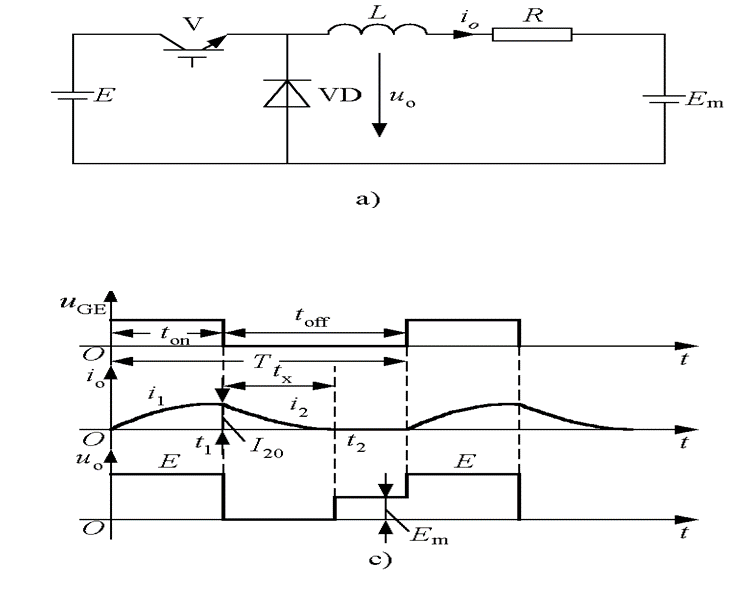 L i_o R
V
E VD u_o E_m
a)
u_GE
t_on t_off
O T t
i_o t_x
i_1 i_2
O t_1 I_20 t_2 t
u_o E E
O E_m t
c)